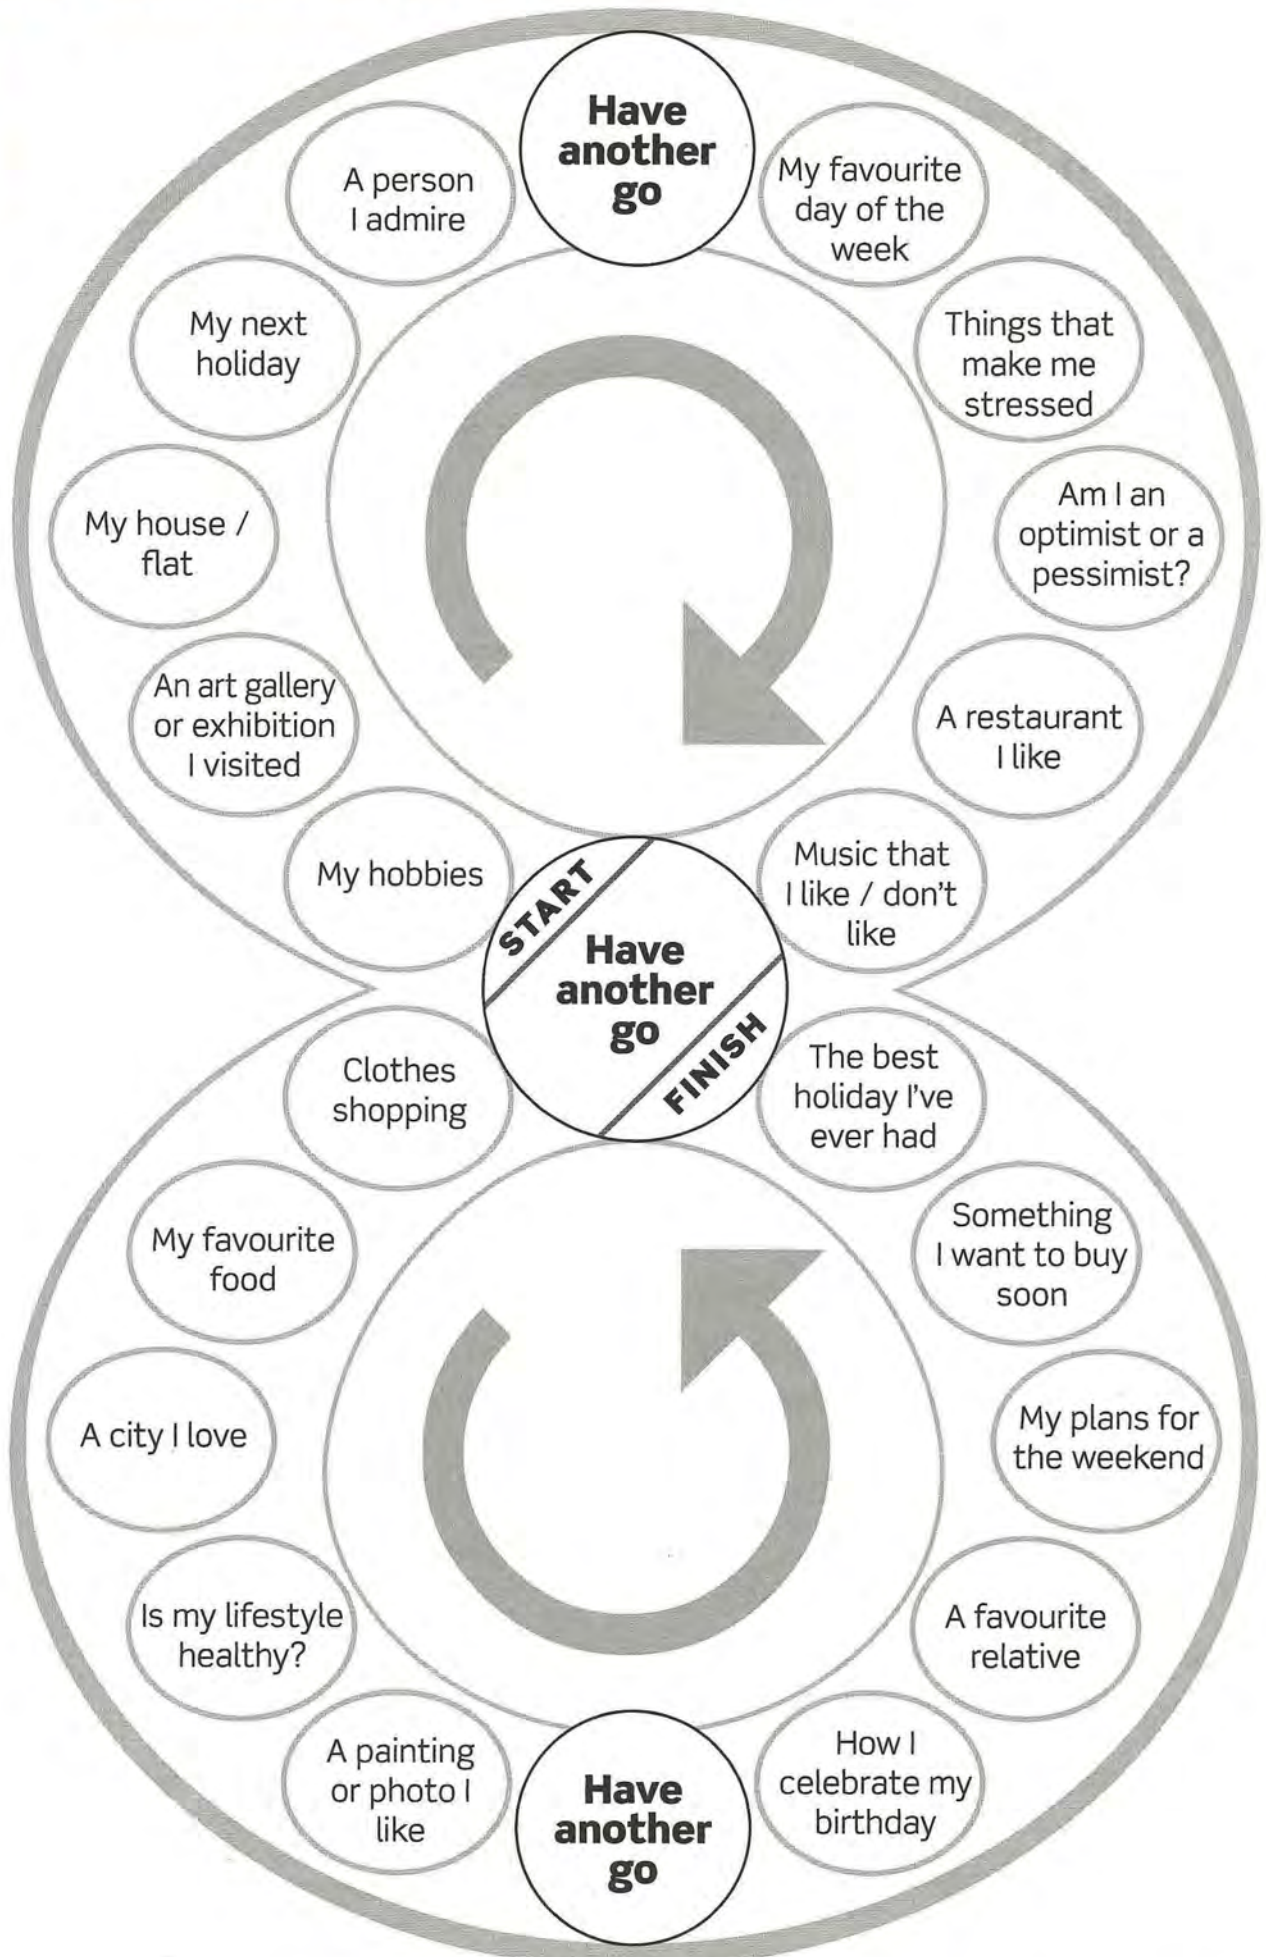 Have
another
go
A person
I admire
My favourite
day of the
week
My next
holiday
Things that
make me
stressed
My house /
flat
Am I an
optimist or a
pessimist?
An art gallery
or exhibition
I visited
A restaurant
I like
My hobbies
START
Have
another
go
FINISH
Music that
I like / don't
like
Clothes
shopping
The best
holiday I've
ever had
My favourite
food
Something
I want to buy
soon
A city I love
My plans for
the weekend
Is my lifestyle
healthy?
A favourite
relative
A painting
or photo I
like
Have
another
go
How I
celebrate my
birthday